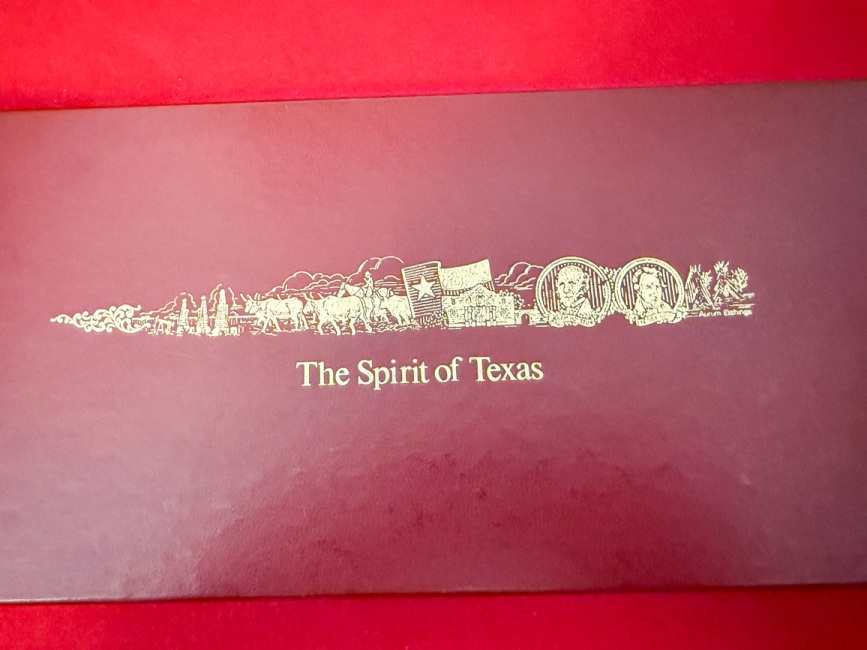 Aurum Etchings
The Spirit of Texas